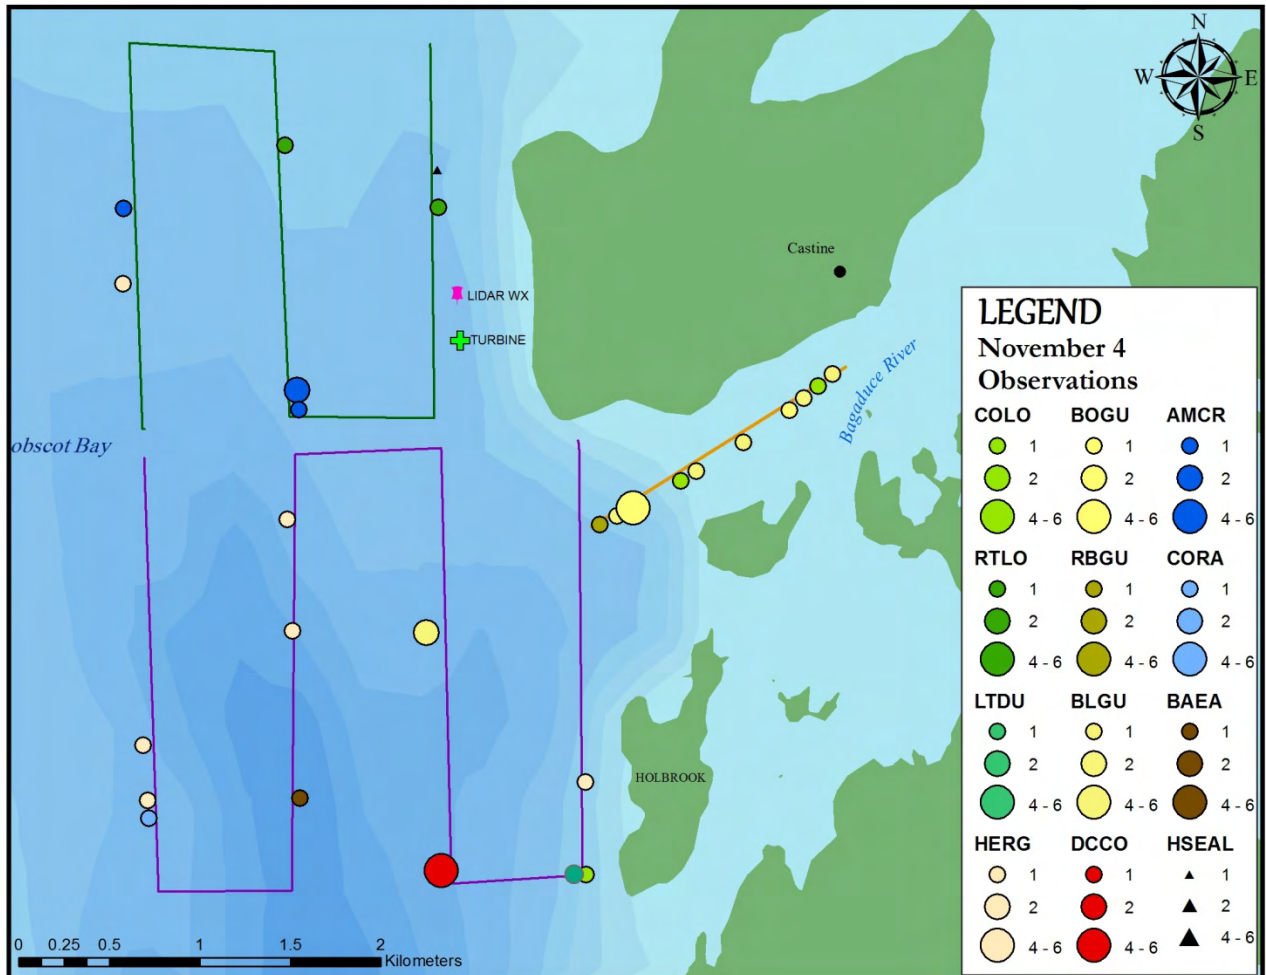 N
W E
S
Castine
LIDAR WX
TURBINE
Bagaduce River
obscot Bay
HOLBROOK
0 0.25 0.5 1 1.5 2
Kilometers
LEGEND
November 4
Observations
COLO BOGU AMCR
1 1 1
2 2 2
4 - 6 4 - 6 4 - 6
RTLO RBGU CORA
1 1 1
2 2 2
4 - 6 4 - 6 4 - 6
LTDU BLGU BAEA
1 1 1
2 2 2
4 - 6 4 - 6 4 - 6
HERG DCCO HSEAL
1 1 1
2 2 2
4 - 6 4 - 6 4 - 6